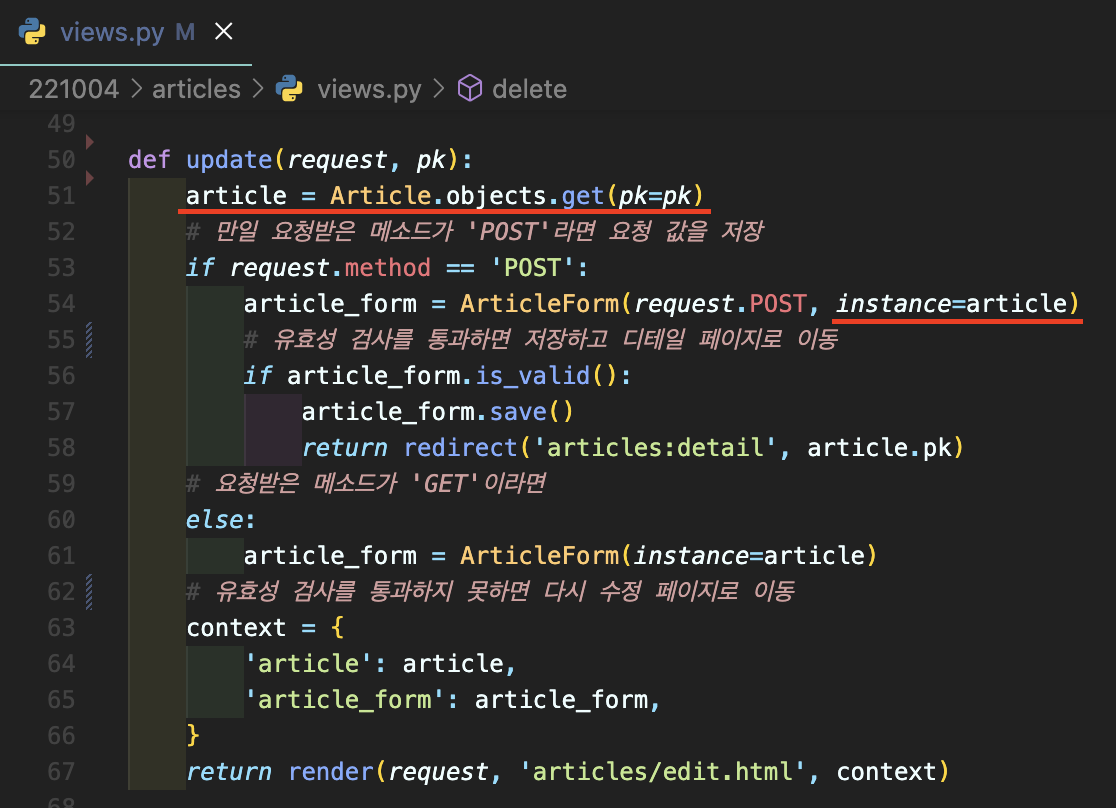 views.py M ×
221004 > articles > views.py > delete
49
50 def update(request, pk):
51     article = Article.objects.get(pk=pk)
52     # 만일 요청받은 메소드가 'POST'라면 요청 값을 저장
53     if request.method == 'POST':
54         article_form = ArticleForm(request.POST, instance=article)
55         # 유효성 검사를 통과하면 저장하고 디테일 페이지로 이동
56         if article_form.is_valid():
57             article_form.save()
58             return redirect('articles:detail', article.pk)
59     # 요청받은 메소드가 'GET'이라면
60     else:
61         article_form = ArticleForm(instance=article)
62     # 유효성 검사를 통과하지 못하면 다시 수정 페이지로 이동
63     context = {
64         'article': article,
65         'article_form': article_form,
66     }
67     return render(request, 'articles/edit.html', context)
68